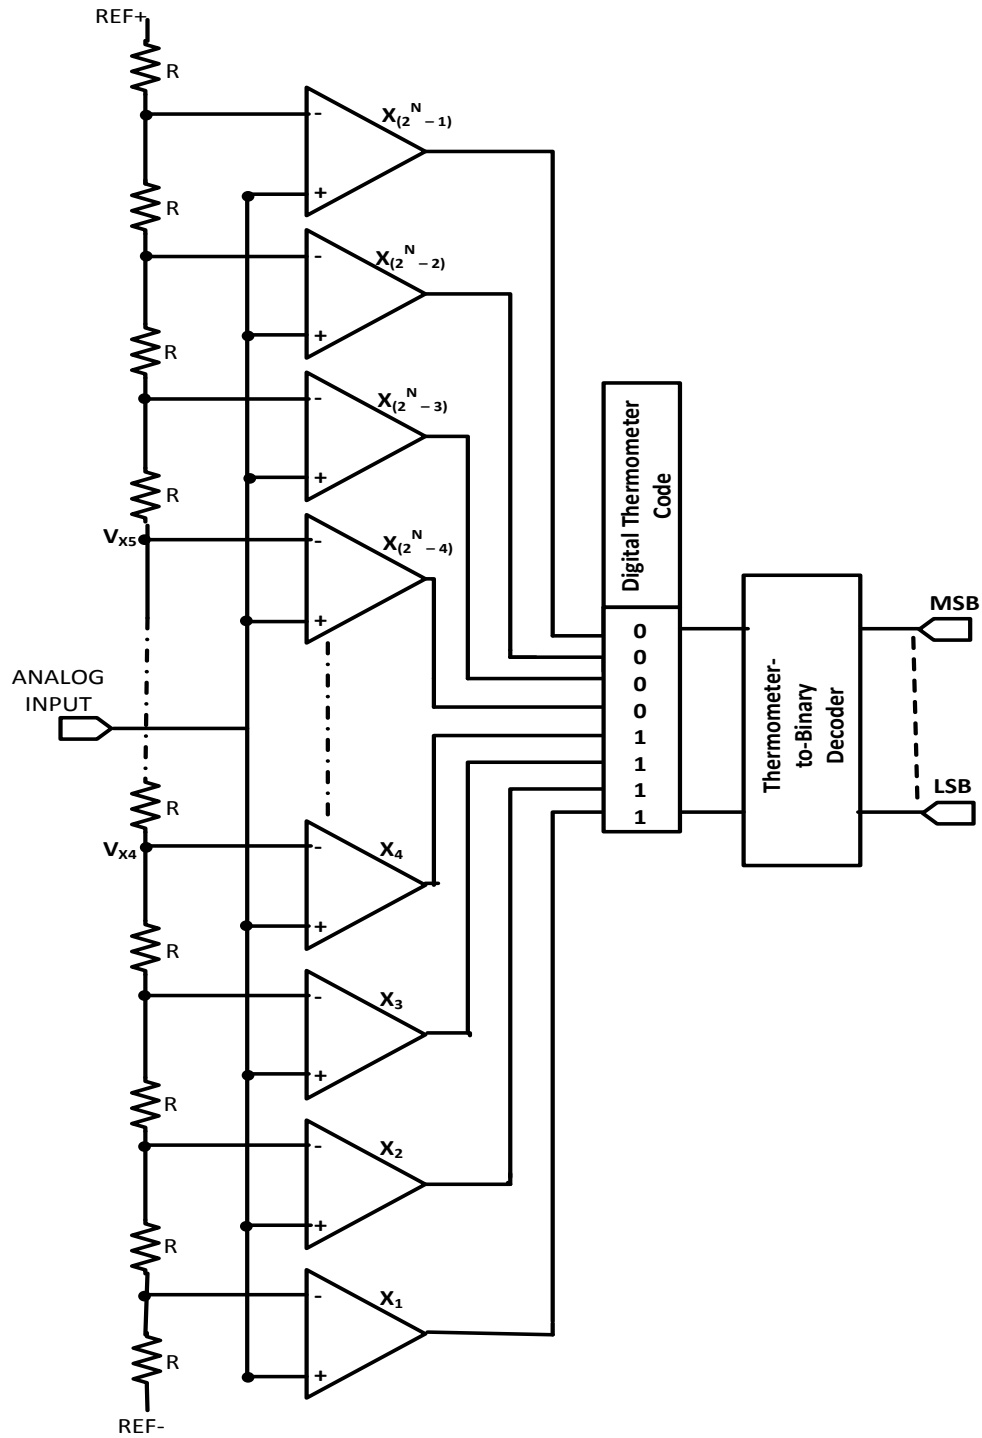 REF+
R
- X(2^N – 1)
+
R
- X(2^N – 2)
+
R
- X(2^N – 3)
+
R
VX5 - X(2^N – 4)
+
Digital Thermometer
Code
0
0
0
0
1
1
1
1
Thermometer-
to-Binary
Decoder
MSB
LSB
ANALOG
INPUT
R
VX4 - X4
+
R
- X3
+
R
- X2
+
R
- X1
+
R
REF-